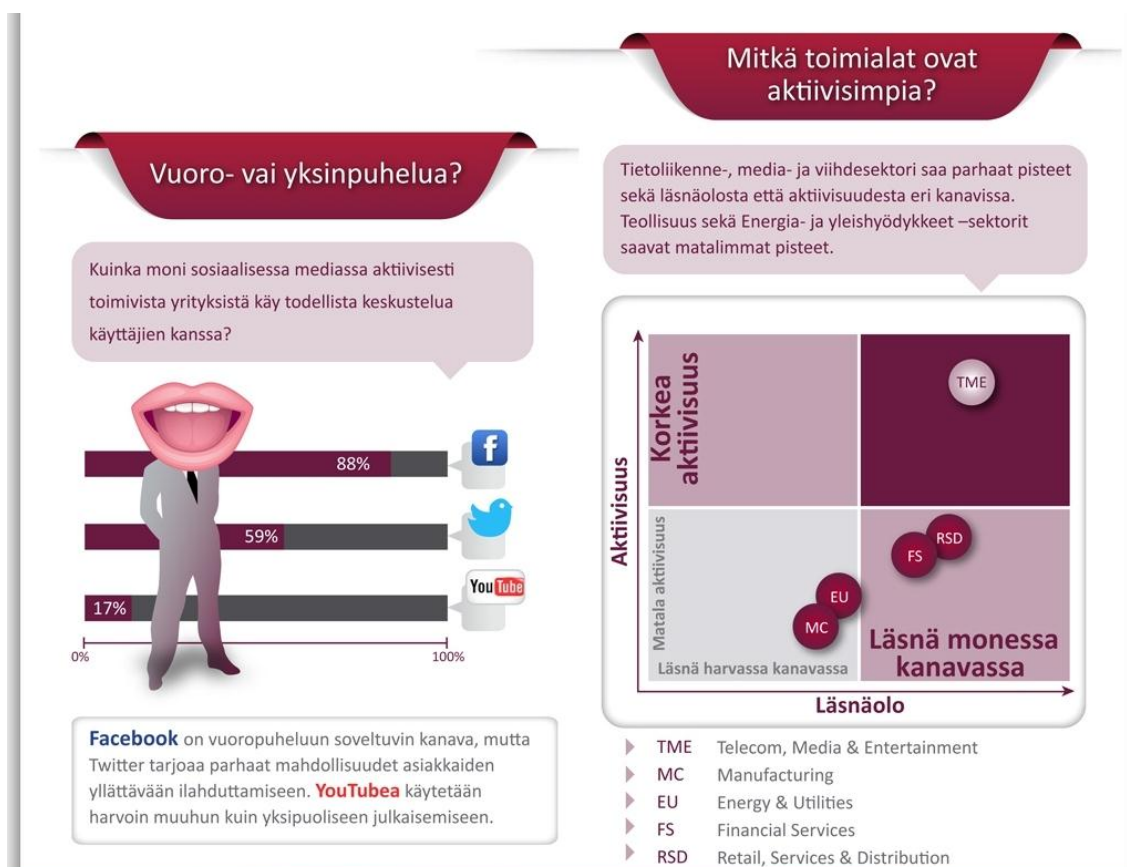 Vuoro- vai yksinpuhelua?
Kuinka moni sosiaalisessa mediassa aktiivisesti
toimivista yrityksistä käy todellista keskustelua
käyttäjien kanssa?
88%
f
59%
You Tube
17%
0%
100%
Facebook on vuoropuheluun soveltuvin kanava, mutta
Twitter tarjoaa parhaat mahdollisuudet asiakkaiden
yllättävään ilahduttamiseen. YouTubea käytetään
harvoin muuhun kuin yksipuoliseen julkaisemiseen.
Mitkä toimialat ovat
aktiivisimpia?
Tietoliikenne-, media- ja viihdesektori saa parhaat pisteet
sekä läsnäolosta että aktiivisuudesta eri kanavissa.
Teollisuus sekä Energia- ja yleishyödykkeet –sektorit
saavat matalimmat pisteet.
Aktiivisuus
Korkea
aktiivisuus
TME
Matala aktiivisuus
RSD
FS
EU
MC
Läsnä monessa
kanavassa
Läsnä harvassa kanavassa
Läsnäolo
TME Telecom, Media & Entertainment
MC Manufacturing
EU Energy & Utilities
FS Financial Services
RSD Retail, Services & Distribution